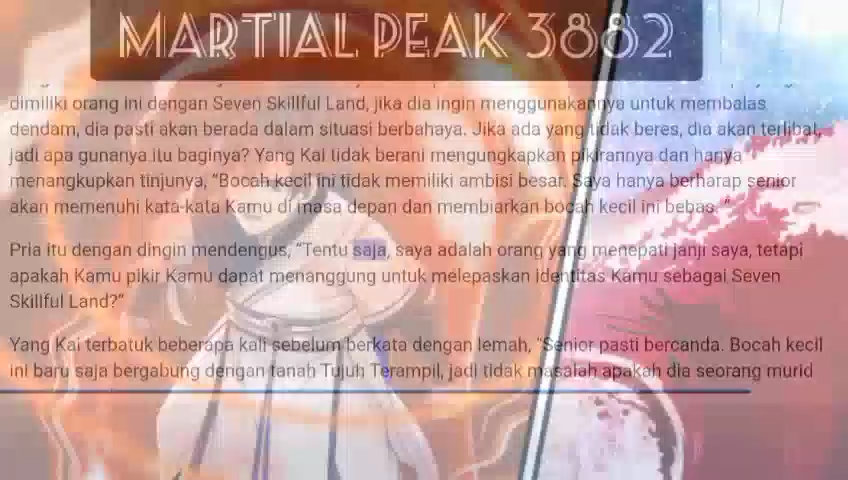 MARTIAL PEAK 3882
dimiliki orang ini dengan Seven Skillful Land, jika dia ingin menggunakannya untuk membalas
dendam, dia pasti akan berada dalam situasi berbahaya. Jika ada yang tidak beres, dia akan terlibat,
jadi apa gunanya itu baginya? Yang Kai tidak berani mengungkapkan pikirannya dan hanya
menangkupkan tinjunya, “Bocah kecil ini tidak memiliki ambisi besar. Saya hanya berharap senior
akan memenuhi kata-kata Kamu di masa depan dan membiarkan bocah kecil ini bebas. ”
Pria itu dengan dingin mendengus, “Tentu saja, saya adalah orang yang menepati janji saya, tetapi
apakah Kamu pikir Kamu dapat menanggung untuk melepaskan identitas Kamu sebagai Seven
Skillful Land?”
Yang Kai terbatuk beberapa kali sebelum berkata dengan lemah, “Senior pasti bercanda. Bocah kecil
ini baru saja bergabung dengan tanah Tujuh Terampil, jadi tidak masalah apakah dia seorang murid